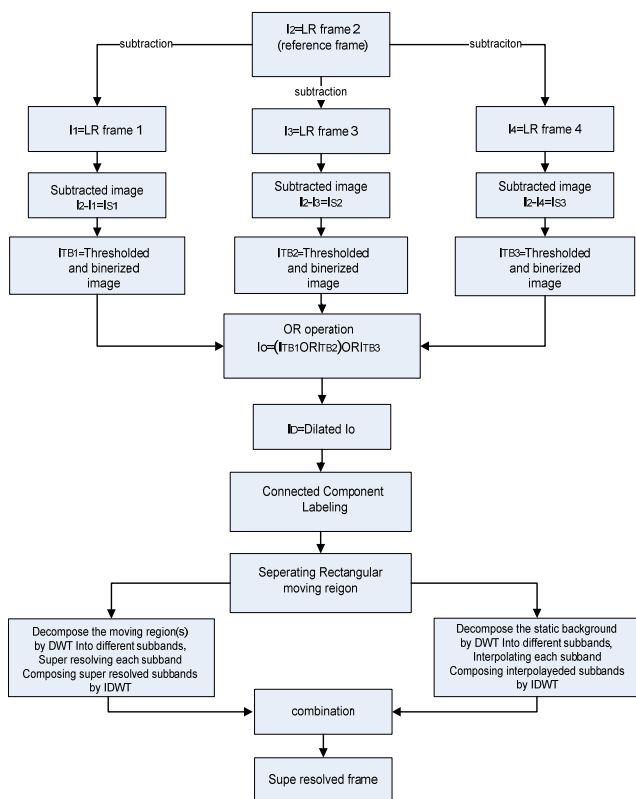 I2=LR frame 2
(reference frame)
subtraction
subtraction
subtraciton
I1=LR frame 1
I3=LR frame 3
I4=LR frame 4
Subtracted image
I2-I1=IS1
Subtracted image
I2-I3=IS2
Subtracted image
I2-I4=IS3
ITB1=Thresholded
and binerized
image
ITB2=Thresholded
and binerized
image
ITB3=Thresholded
and binerized
image
OR operation
IO=(ITB1ORITB2)ORITB3
ID=Dilated Io
Connected Component
Labeling
Seperating Rectangular
moving reigon
Decompose the moving region(s)
by DWT Into different subbands,
Super resolving each subband
Composing super resolved subbands
by IDWT
Decompose the static background
by DWT Into different subbands,
Interpolating each subband
Composing interpolayeded subbands
by IDWT
combination
Supe resolved frame